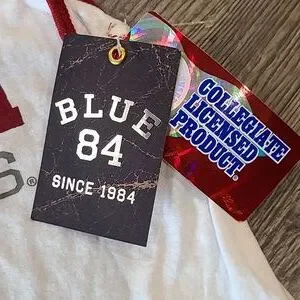 BLUE
84
SINCE 1984
COLLEGIATE
LICENSED
PRODUCT®
S®